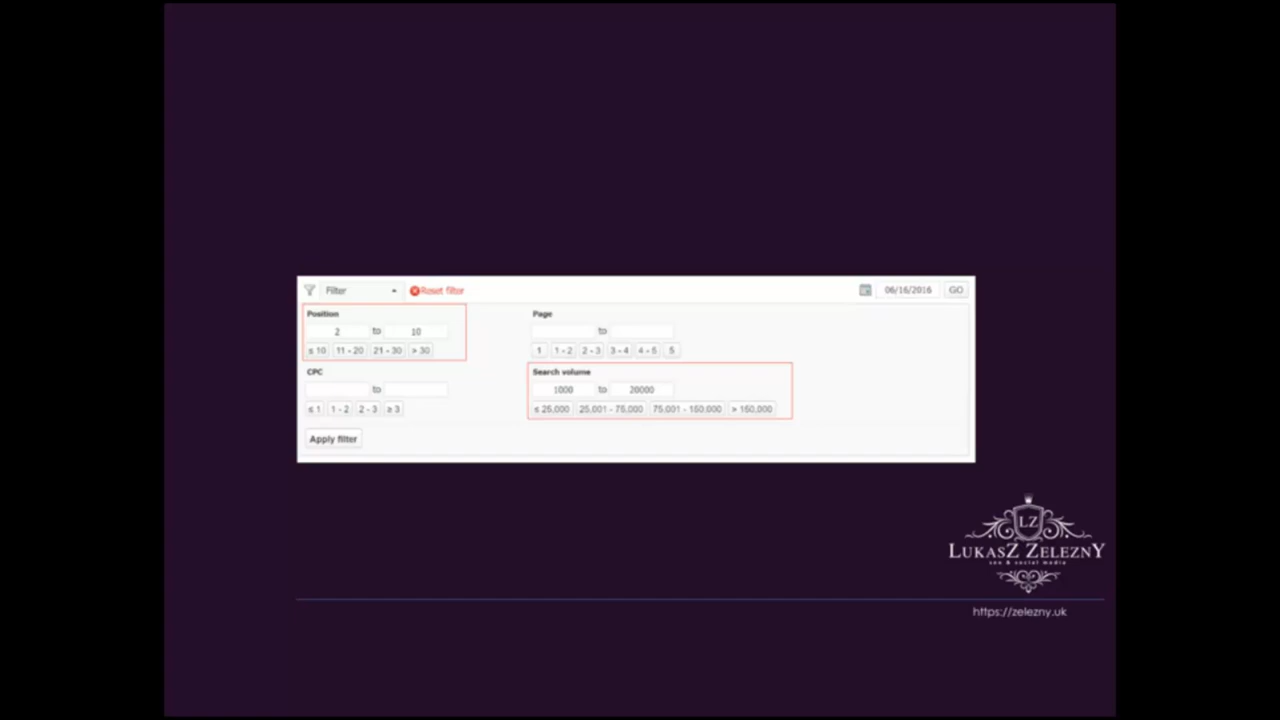 Filter Reset filter 06/16/2016 GO
Position Page
2 to 10 to
≤ 10 11 - 20 21 - 30 > 30 1 1 - 2 2 - 3 3 - 4 4 - 5 5
CPC Search volume
to 1000 to 20000
≤ 1 1 - 2 2 - 3 ≥ 3 ≤ 25,000 25,001 - 75,000 75,001 - 150,000 > 150,000
Apply filter
LZ
LUKASZ ZELEZNY
seo & social media
https://zelezny.uk